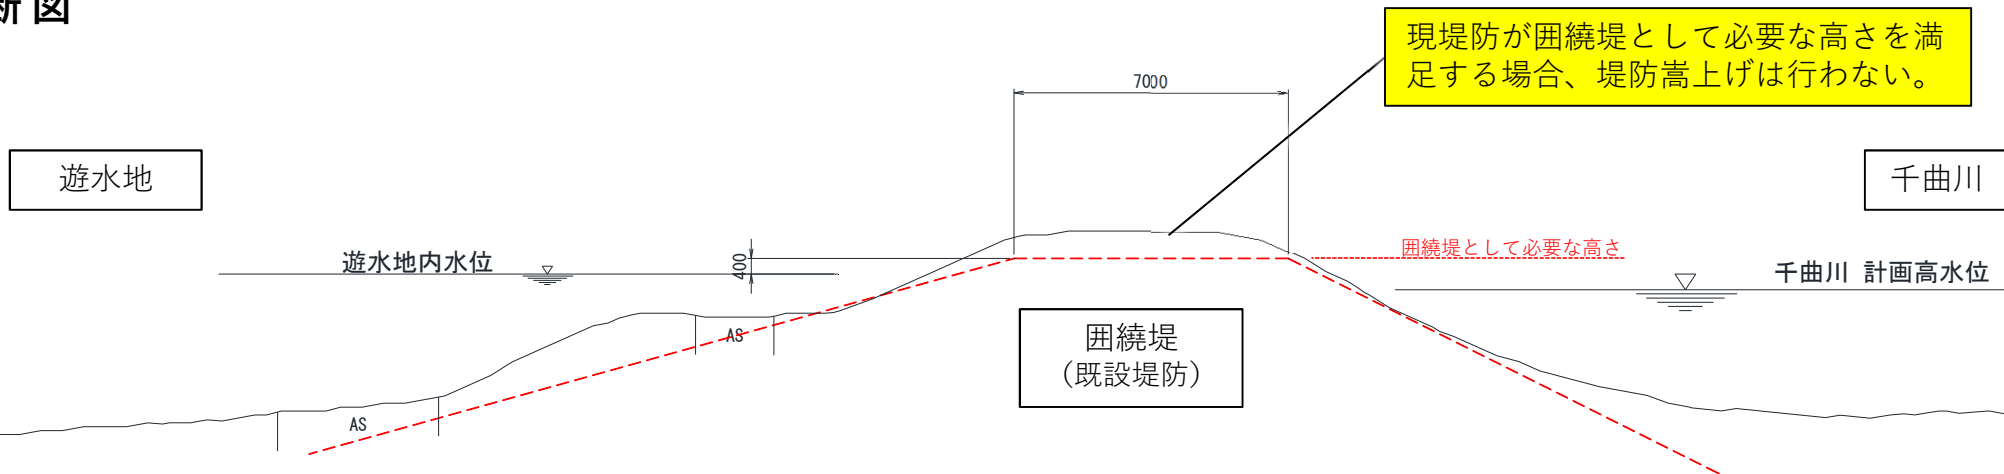 断図
現堤防が囲繞堤として必要な高さを満
足する場合、堤防嵩上げは行わない。
7000
遊水地
千曲川
囲繞堤として必要な高さ
遊水地内水位
400
千曲川 計画高水位
AS
囲繞堤
(既設堤防)
AS